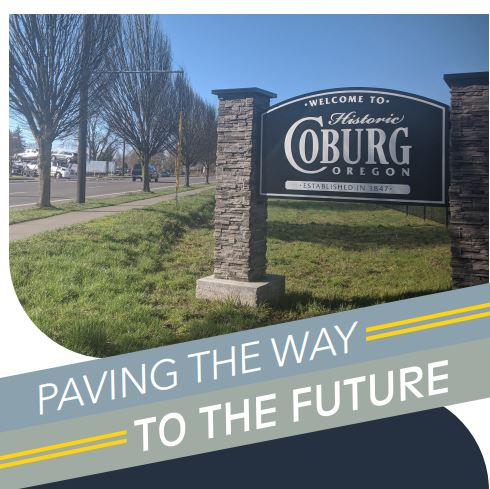 • WELCOME TO •
Historic
COBURG
OREGON
• ESTABLISHED IN 1847 •
PAVING THE WAY
TO THE FUTURE